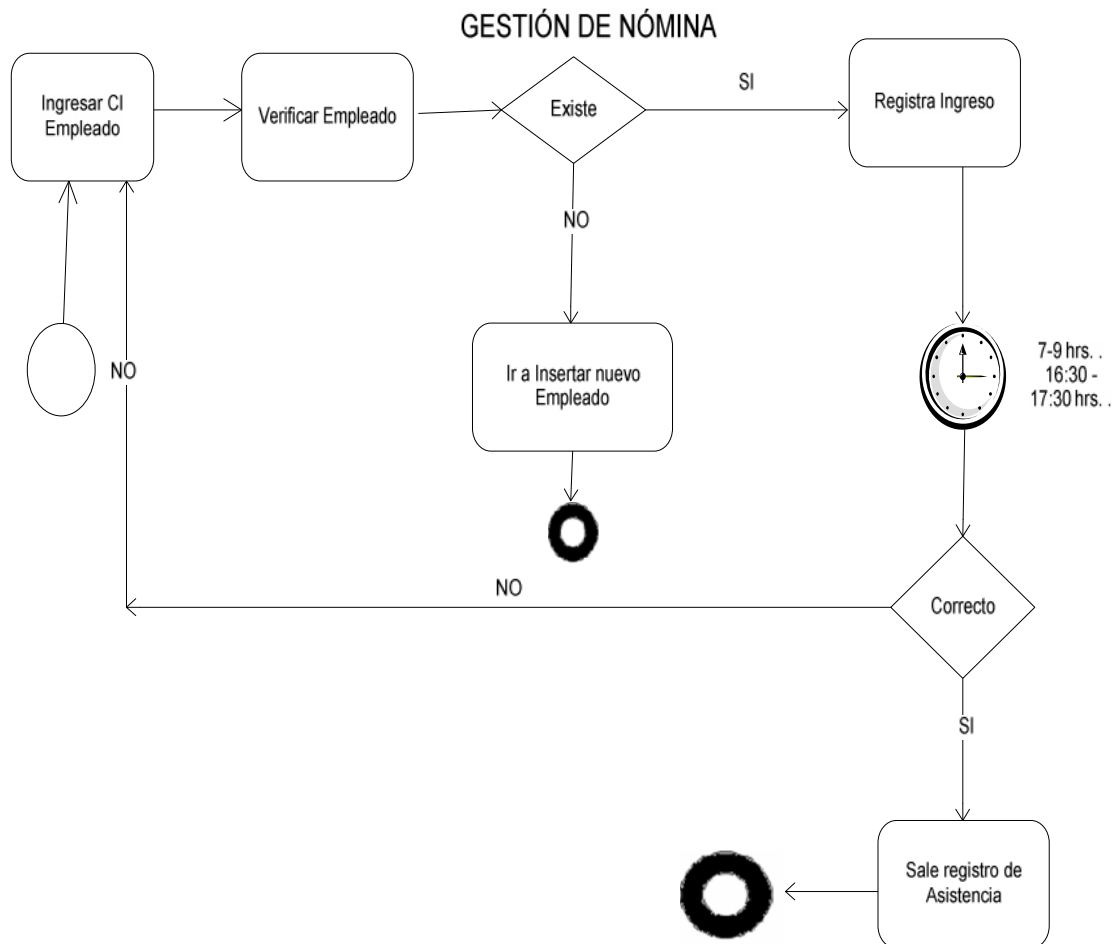 GESTIÓN DE NÓMINA
Ingresar CI
Empleado
Verificar Empleado
Existe
SI
Registra Ingreso
NO
Ir a Insertar nuevo
Empleado
7-9 hrs. .
16:30 -
17:30 hrs. .
NO
NO
Correcto
SI
Sale registro de
Asistencia